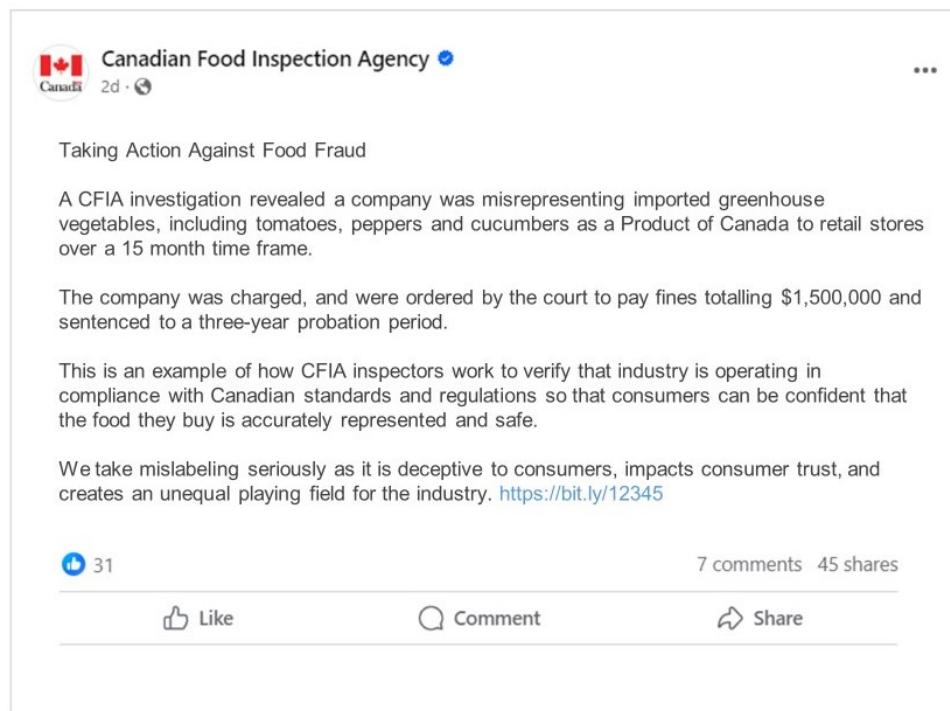 Canadian Food Inspection Agency
Canada
2d ·
Taking Action Against Food Fraud
A CFIA investigation revealed a company was misrepresenting imported greenhouse
vegetables, including tomatoes, peppers and cucumbers as a Product of Canada to retail stores
over a 15 month time frame.
The company was charged, and were ordered by the court to pay fines totalling $1,500,000 and
sentenced to a three-year probation period.
This is an example of how CFIA inspectors work to verify that industry is operating in
compliance with Canadian standards and regulations so that consumers can be confident that
the food they buy is accurately represented and safe.
We take mislabeling seriously as it is deceptive to consumers, impacts consumer trust, and
creates an unequal playing field for the industry. https://bit.ly/12345
31 7 comments 45 shares
Like Comment Share